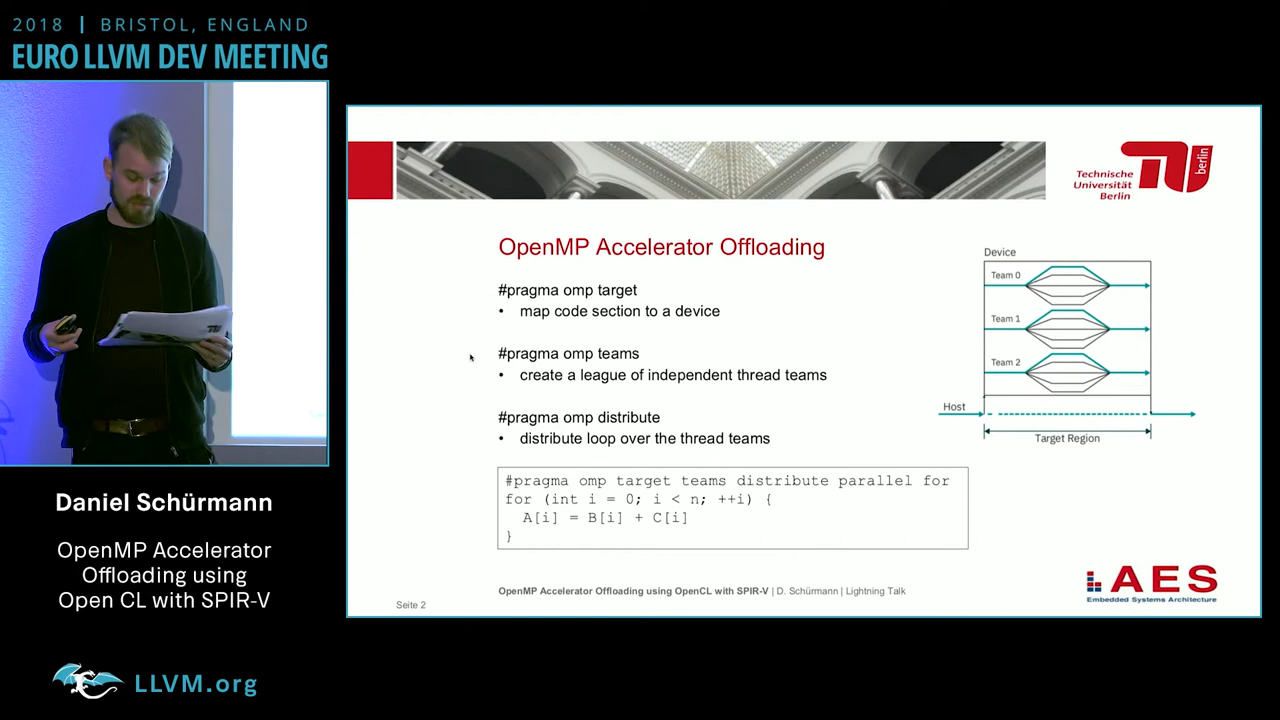 2018 | BRISTOL, ENGLAND
EURO LLVM DEV MEETING
Daniel Schürmann
OpenMP Accelerator
Offloading using
Open CL with SPIR-V
LLVM.org
Technische
Universität
Berlin
berlin
OpenMP Accelerator Offloading
#pragma omp target
• map code section to a device
#pragma omp teams
• create a league of independent thread teams
#pragma omp distribute
• distribute loop over the thread teams
#pragma omp target teams distribute parallel for
for (int i = 0; i < n; ++i) {
A[i] = B[i] + C[i]
}
Device
Team 0
Team 1
Team 2
Host
Target Region
OpenMP Accelerator Offloading using OpenCL with SPIR-V | D. Schürmann | Lightning Talk
Seite 2
AES
Embedded Systems Architecture